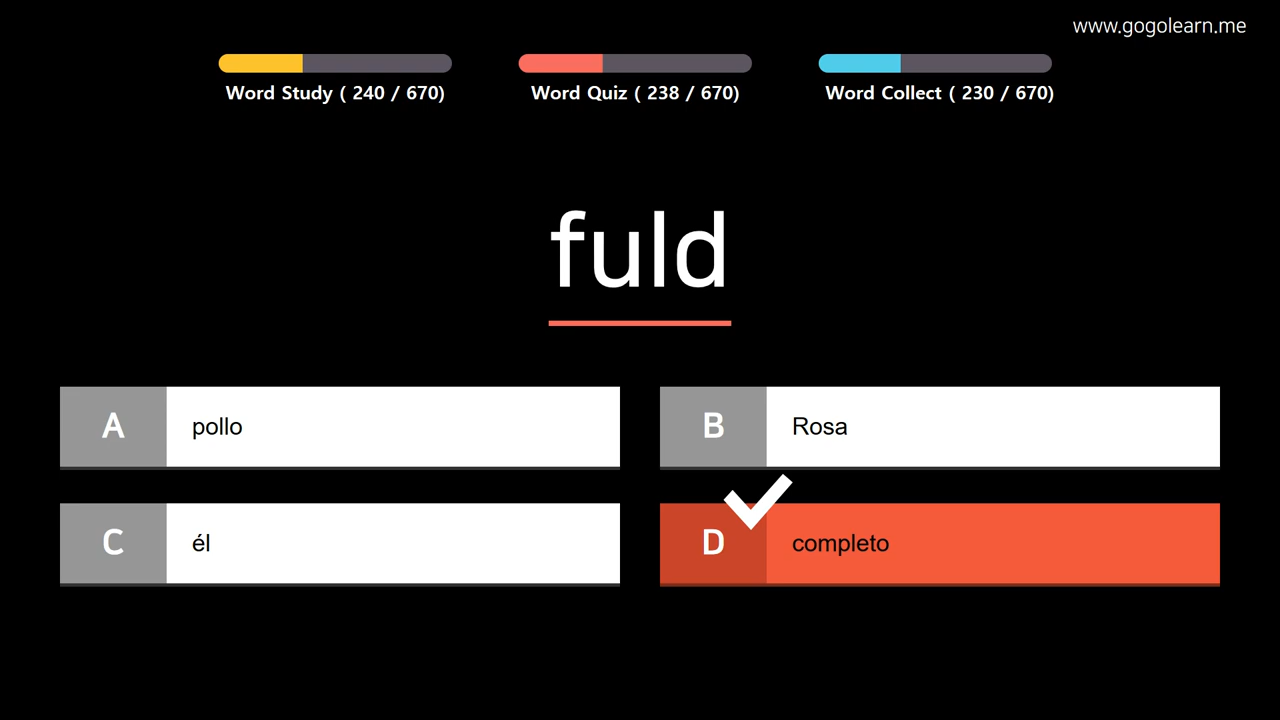 www.gogolearn.me
Word Study ( 240 / 670)
Word Quiz ( 238 / 670)
Word Collect ( 230 / 670)
fuld
A pollo
B Rosa
C él
D completo